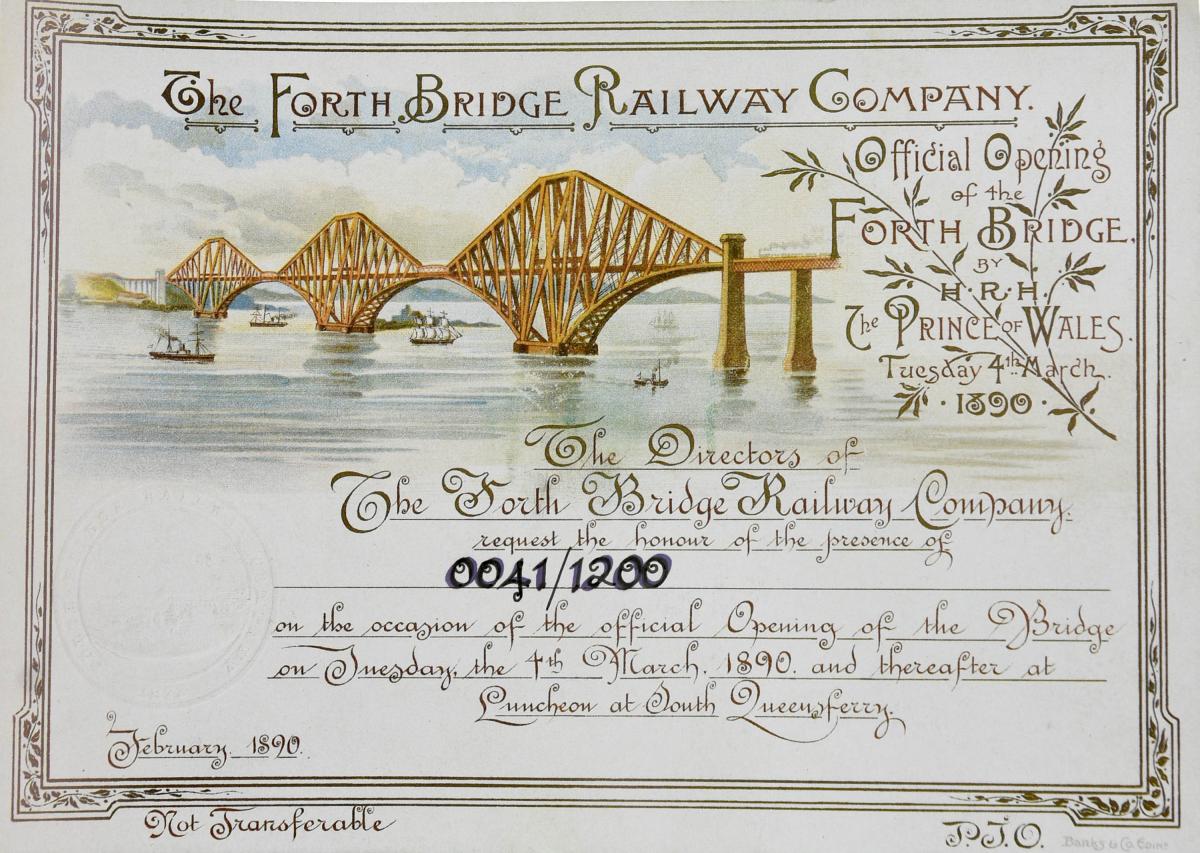 The Forth Bridge Railway Company.
Official Opening
of the
Forth Bridge.
BY
H.R.H.
The Prince of Wales.
Tuesday 4th March.
· 1890 ·
The Directors of
The Forth Bridge Railway Company.
request the honour of the presence of
0041/1200
on the occasion of the official Opening of the Bridge
on Tuesday, the 4th March, 1890. and thereafter at
Luncheon at South Queensferry.
February. 1890.
Not Transferable
P.T.O.
Banks & Co. Edinr